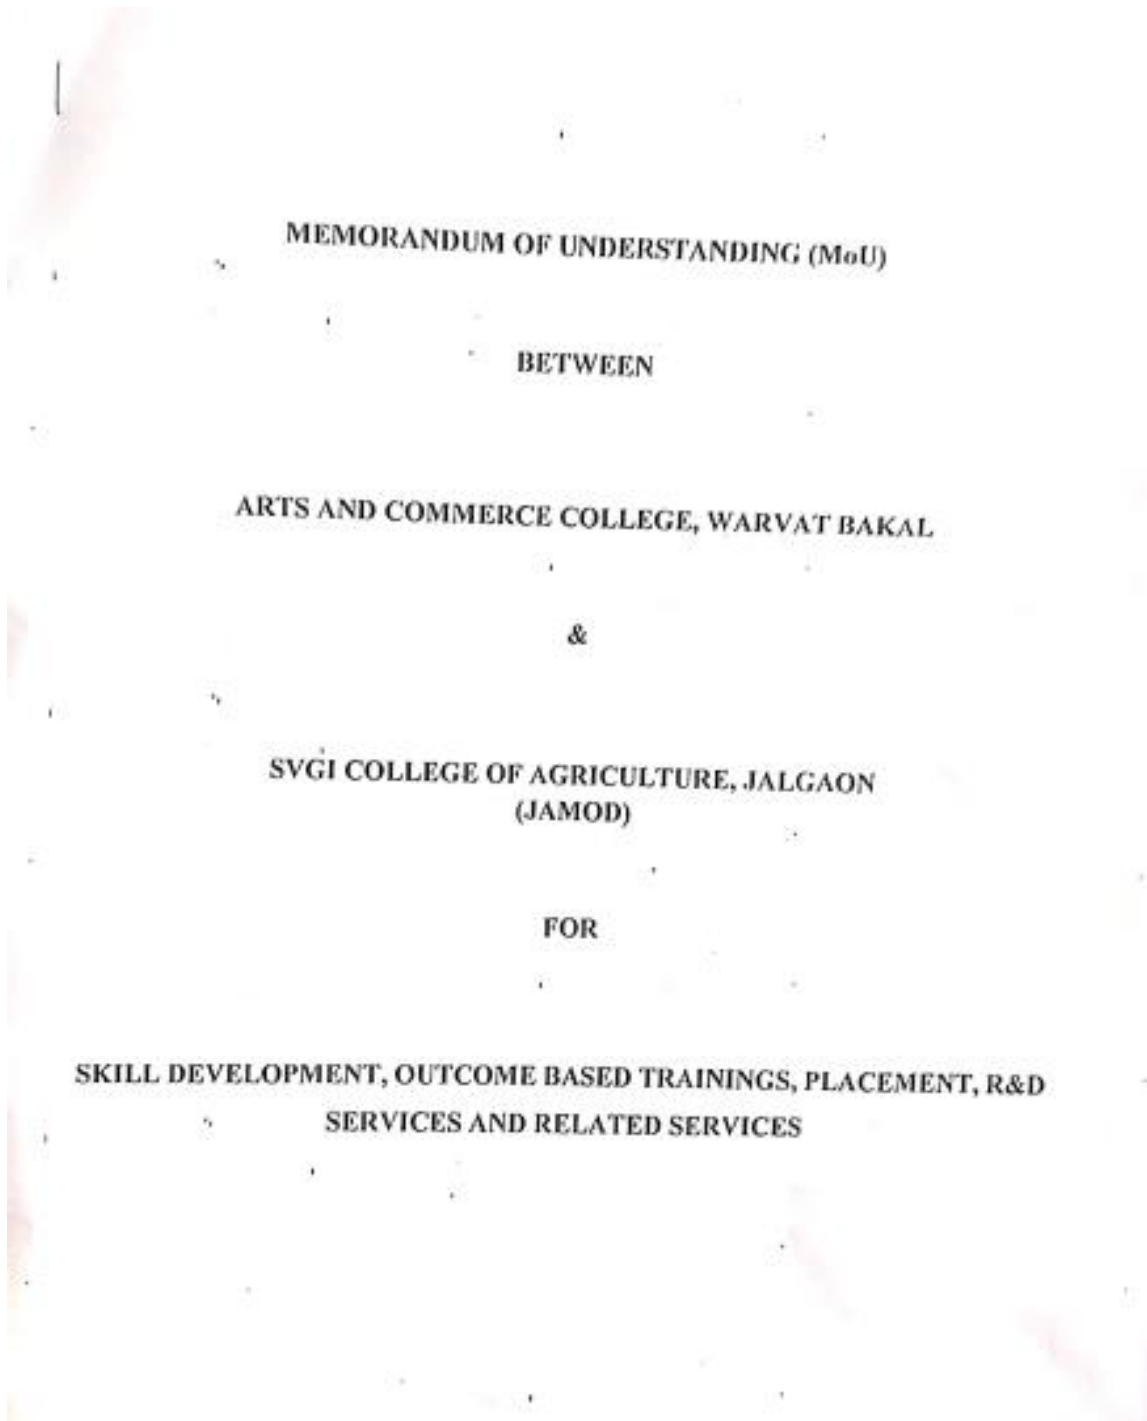 MEMORANDUM OF UNDERSTANDING (MoU)
BETWEEN
ARTS AND COMMERCE COLLEGE, WARVAT BAKAL
&
SVGI COLLEGE OF AGRICULTURE, JALGAON
(JAMOD)
FOR
SKILL DEVELOPMENT, OUTCOME BASED TRAININGS, PLACEMENT, R&D
SERVICES AND RELATED SERVICES